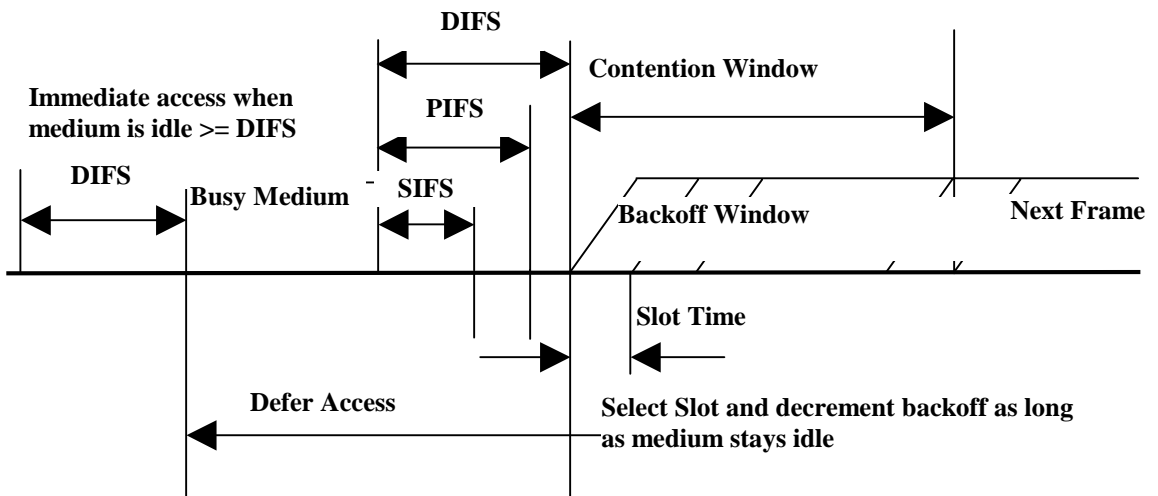 DIFS
Contention Window
Immediate access when
medium is idle >= DIFS
PIFS
DIFS
Busy Medium
SIFS
Backoff Window
Next Frame
Slot Time
Defer Access
Select Slot and decrement backoff as long
as medium stays idle